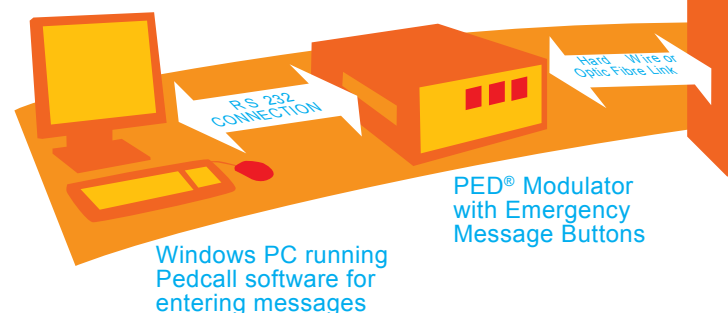 RS 232
CONNECTION
Hard Wire or
Optic Fibre Link
PED® Modulator
with Emergency
Message Buttons
Windows PC running
Pedcall software for
entering messages